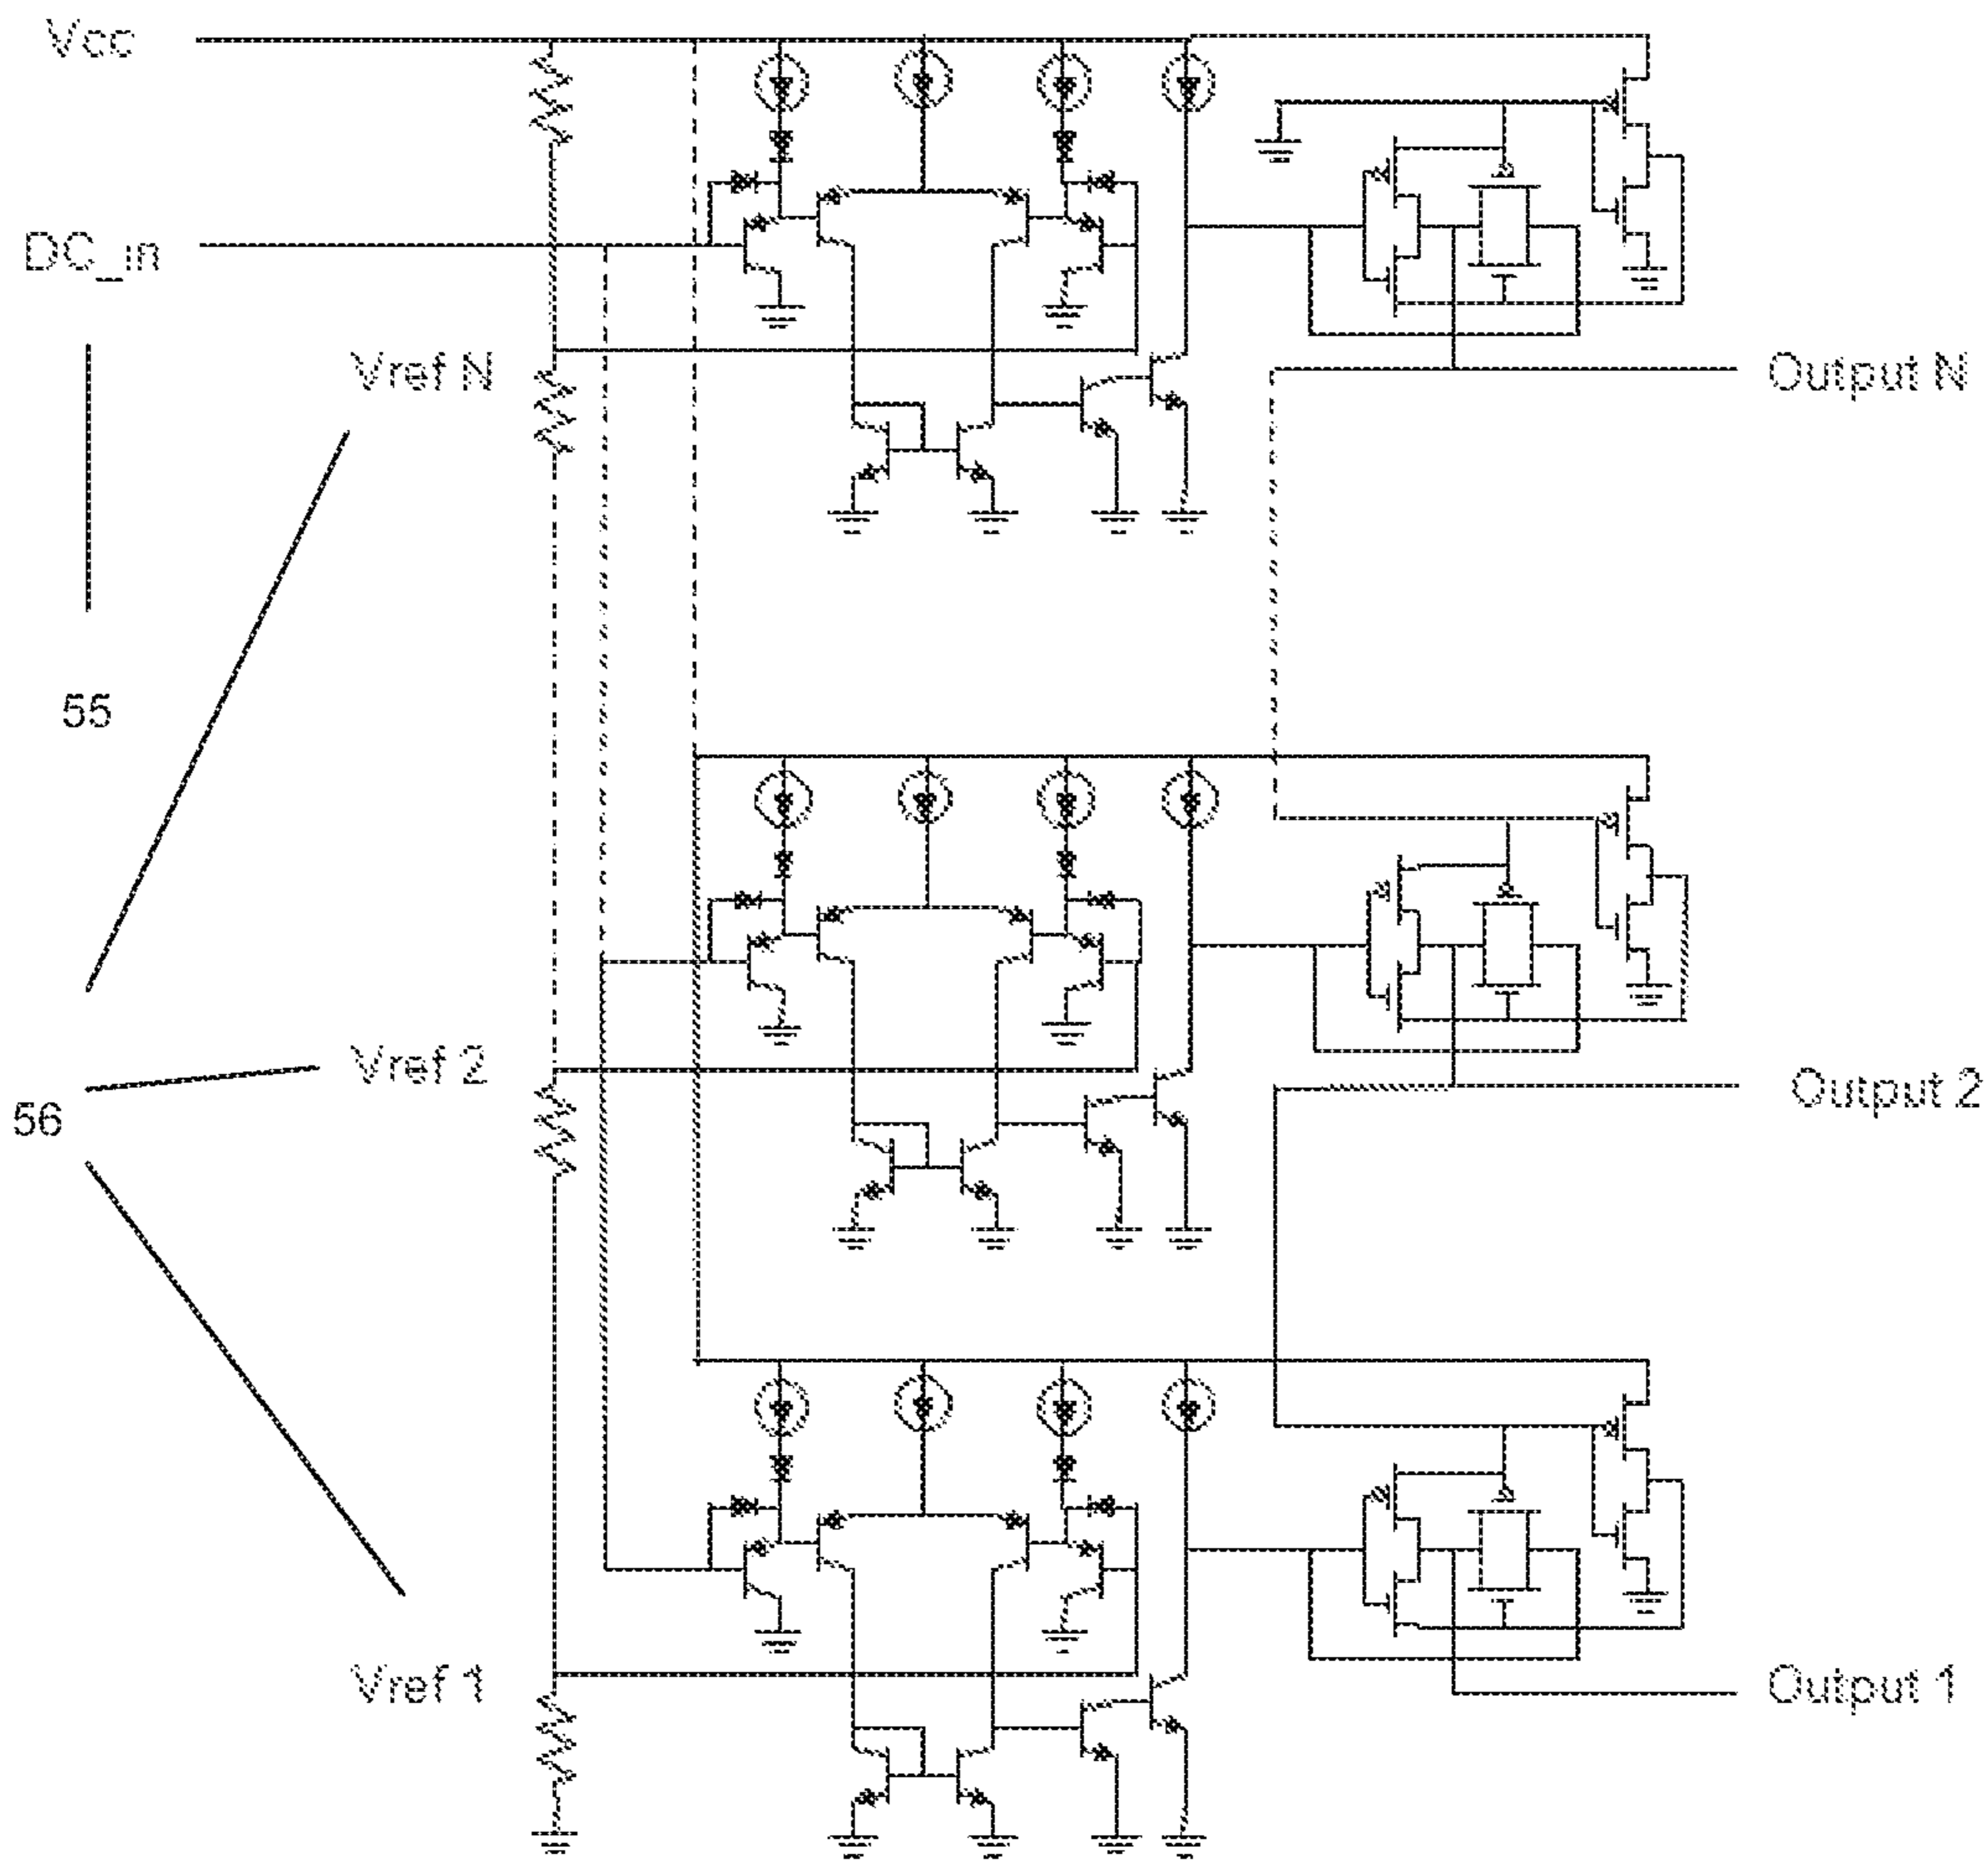 Vcc
DC_in
Vref N
Output N
55
Vref 2
Output 2
56
Vref 1
Output 1